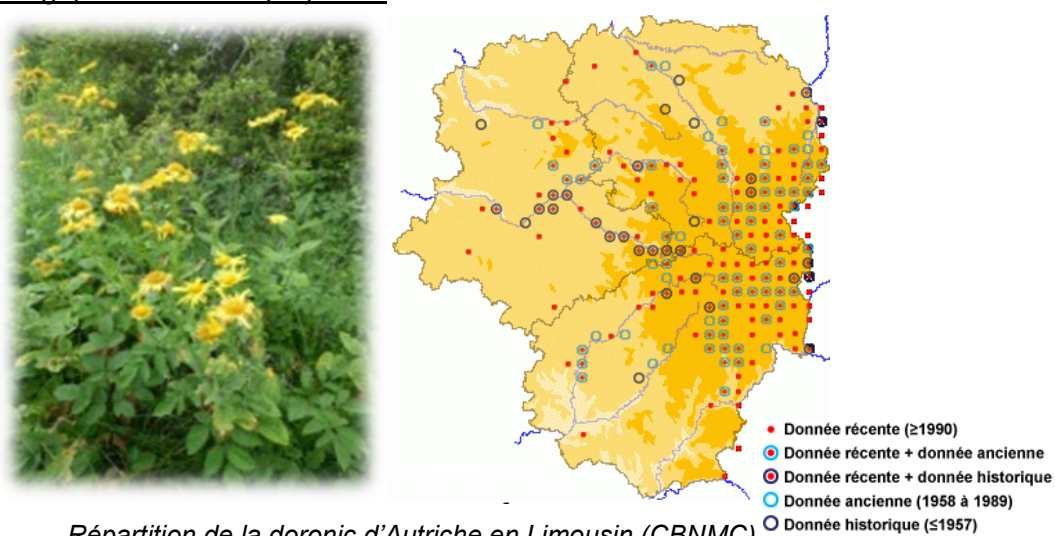 Donnée récente (≥1990)
Donnée récente + donnée ancienne
Donnée récente + donnée historique
Donnée ancienne (1958 à 1989)
Donnée historique (≤1957)
Répartition de la doronic d'Autriche en Limousin (CBNMC)